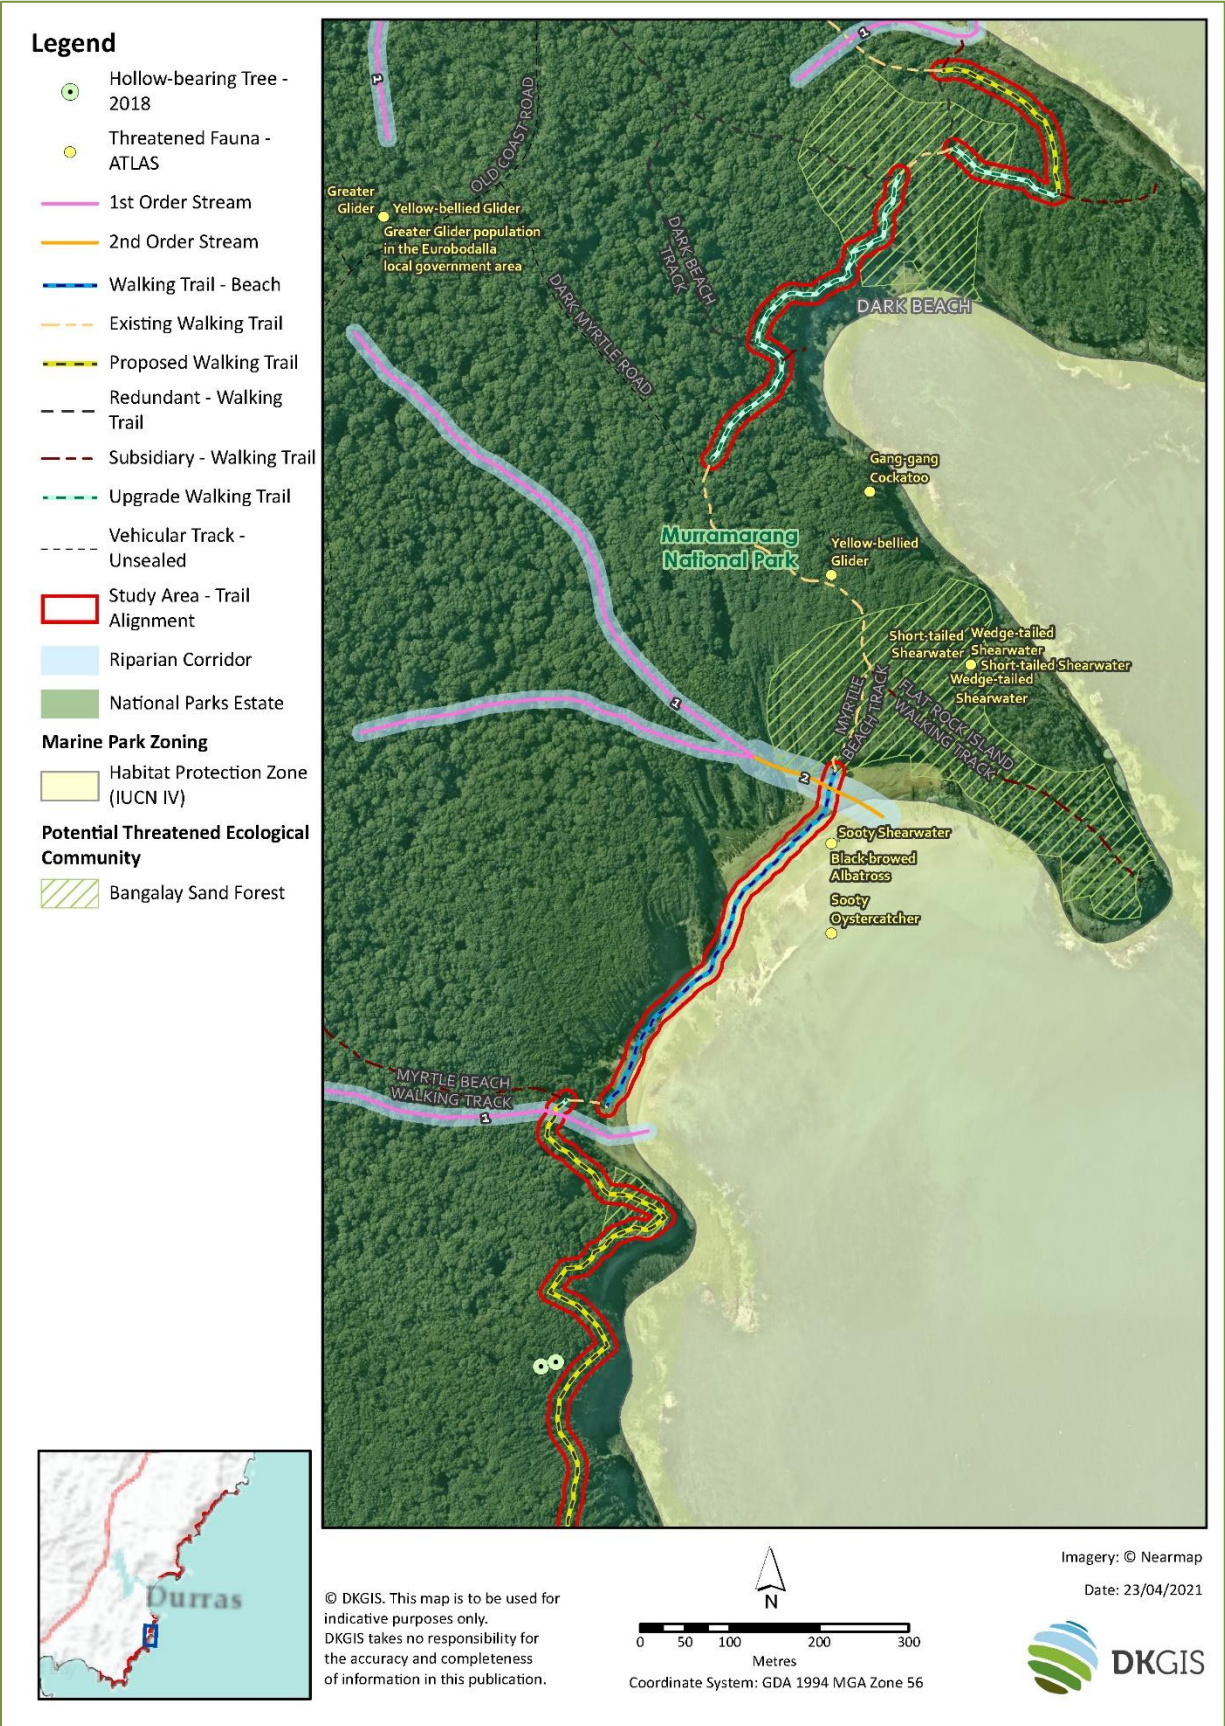 Legend
Hollow-bearing Tree -
2018
Threatened Fauna -
ATLAS
1st Order Stream
2nd Order Stream
Walking Trail - Beach
Existing Walking Trail
Proposed Walking Trail
Redundant - Walking
Trail
Subsidiary - Walking Trail
Upgrade Walking Trail
Vehicular Track -
Unsealed
Study Area - Trail
Alignment
Riparian Corridor
National Parks Estate
Marine Park Zoning
Habitat Protection Zone
(IUCN IV)
Potential Threatened Ecological
Community
Bangalay Sand Forest
1
1
OLD COAST ROAD
Greater
Glider
Yellow-bellied Glider
Greater Glider population
in the Eurobodalla
local government area
DARK BEACH
TRACK
DARK MYRTLE ROAD
DARK BEACH
Gang-gang
Cockatoo
Murramarang
National Park
Yellow-bellied
Glider
Short-tailed
Shearwater
Wedge-tailed
Shearwater
Short-tailed Shearwater
Wedge-tailed
Shearwater
MYRTLE
BEACH TRACK
FLAT ROCK ISLAND
WALKING TRACK
1
2
Sooty Shearwater
Black-browed
Albatross
Sooty
Oystercatcher
MYRTLE BEACH
WALKING TRACK
1
Durras
© DKGIS. This map is to be used for
indicative purposes only.
DKGIS takes no responsibility for
the accuracy and completeness
of information in this publication.
N
0 50 100 200 300
Metres
Coordinate System: GDA 1994 MGA Zone 56
Imagery: © Nearmap
Date: 23/04/2021
DKGIS